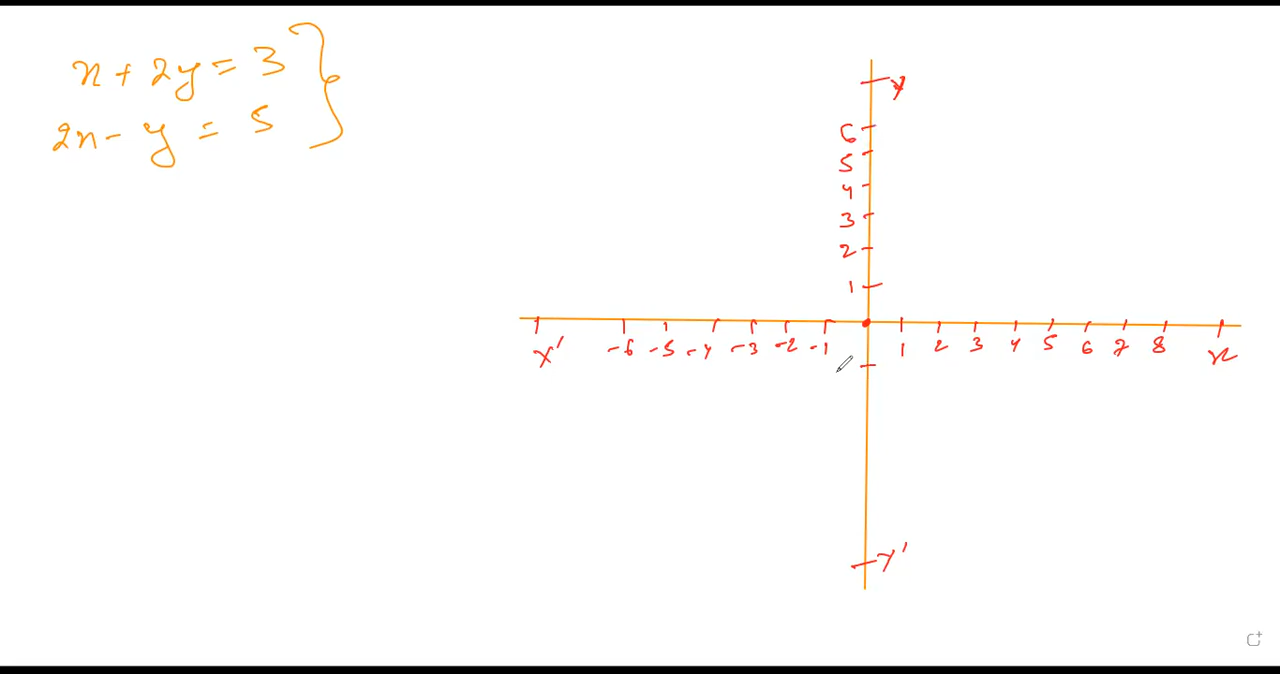 x + 2y = 3
2x - y = 5
y
6
5
4
3
2
1
x' -6 -5 -4 -3 -2 -1 1 2 3 4 5 6 7 8 x
y'